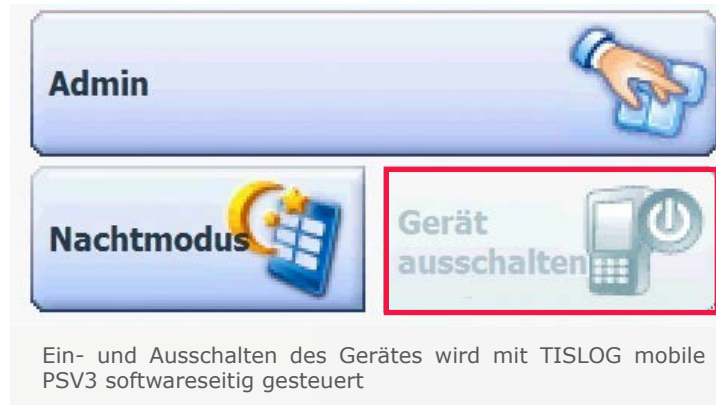 Admin
Nachtmodus
Gerät
ausschalten
Ein- und Ausschalten des Gerätes wird mit TISLOG mobile
PSV3 softwareseitig gesteuert